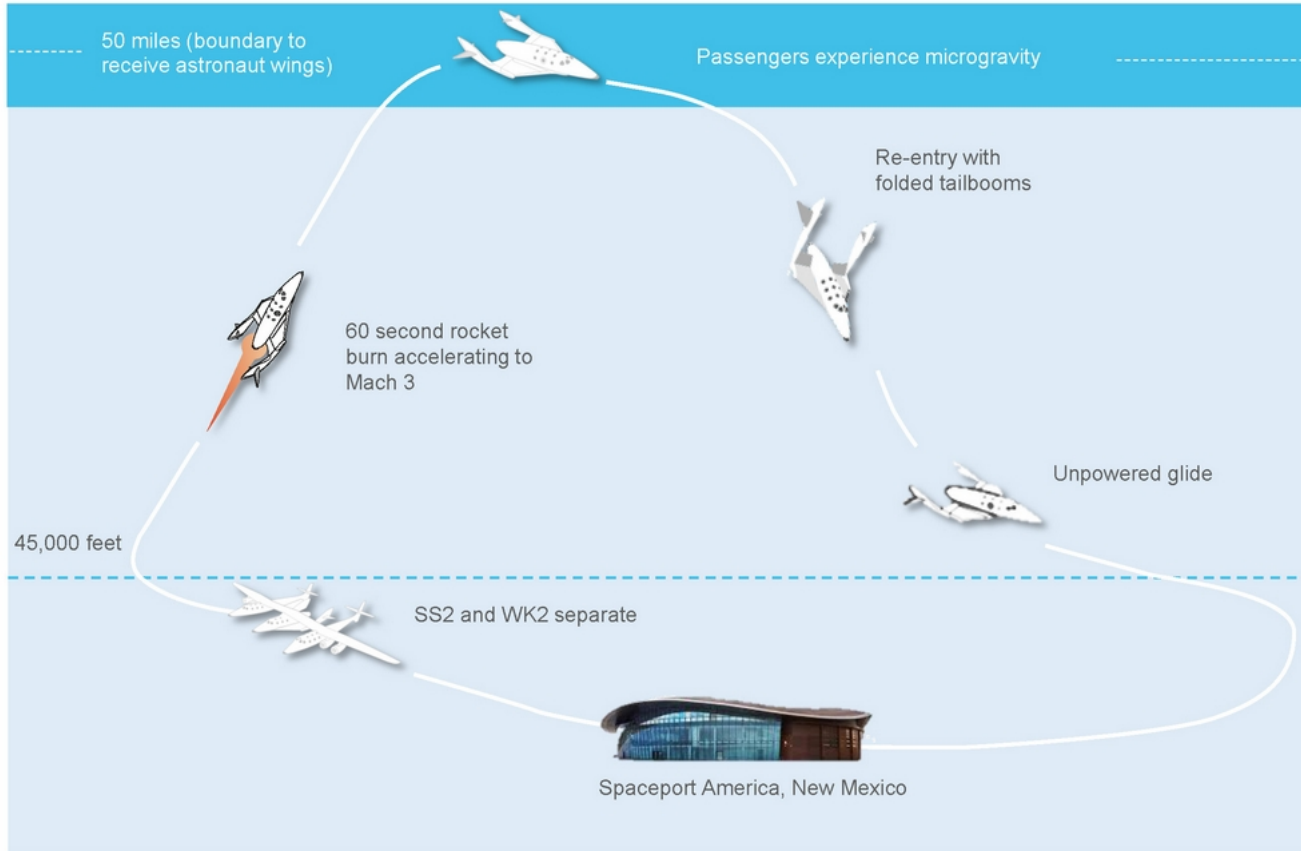 50 miles (boundary to
receive astronaut wings)
Passengers experience microgravity
Re-entry with
folded tailbooms
60 second rocket
burn accelerating to
Mach 3
Unpowered glide
45,000 feet
SS2 and WK2 separate
Spaceport America, New Mexico